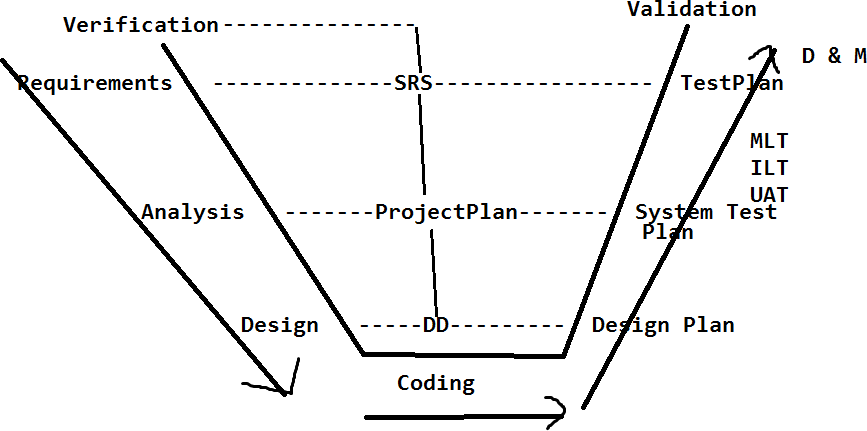 Validation
Verification
D & M
Requirements SRS TestPlan
MLT
ILT
UAT
Analysis ProjectPlan System Test
Plan
Design DD Design Plan
Coding